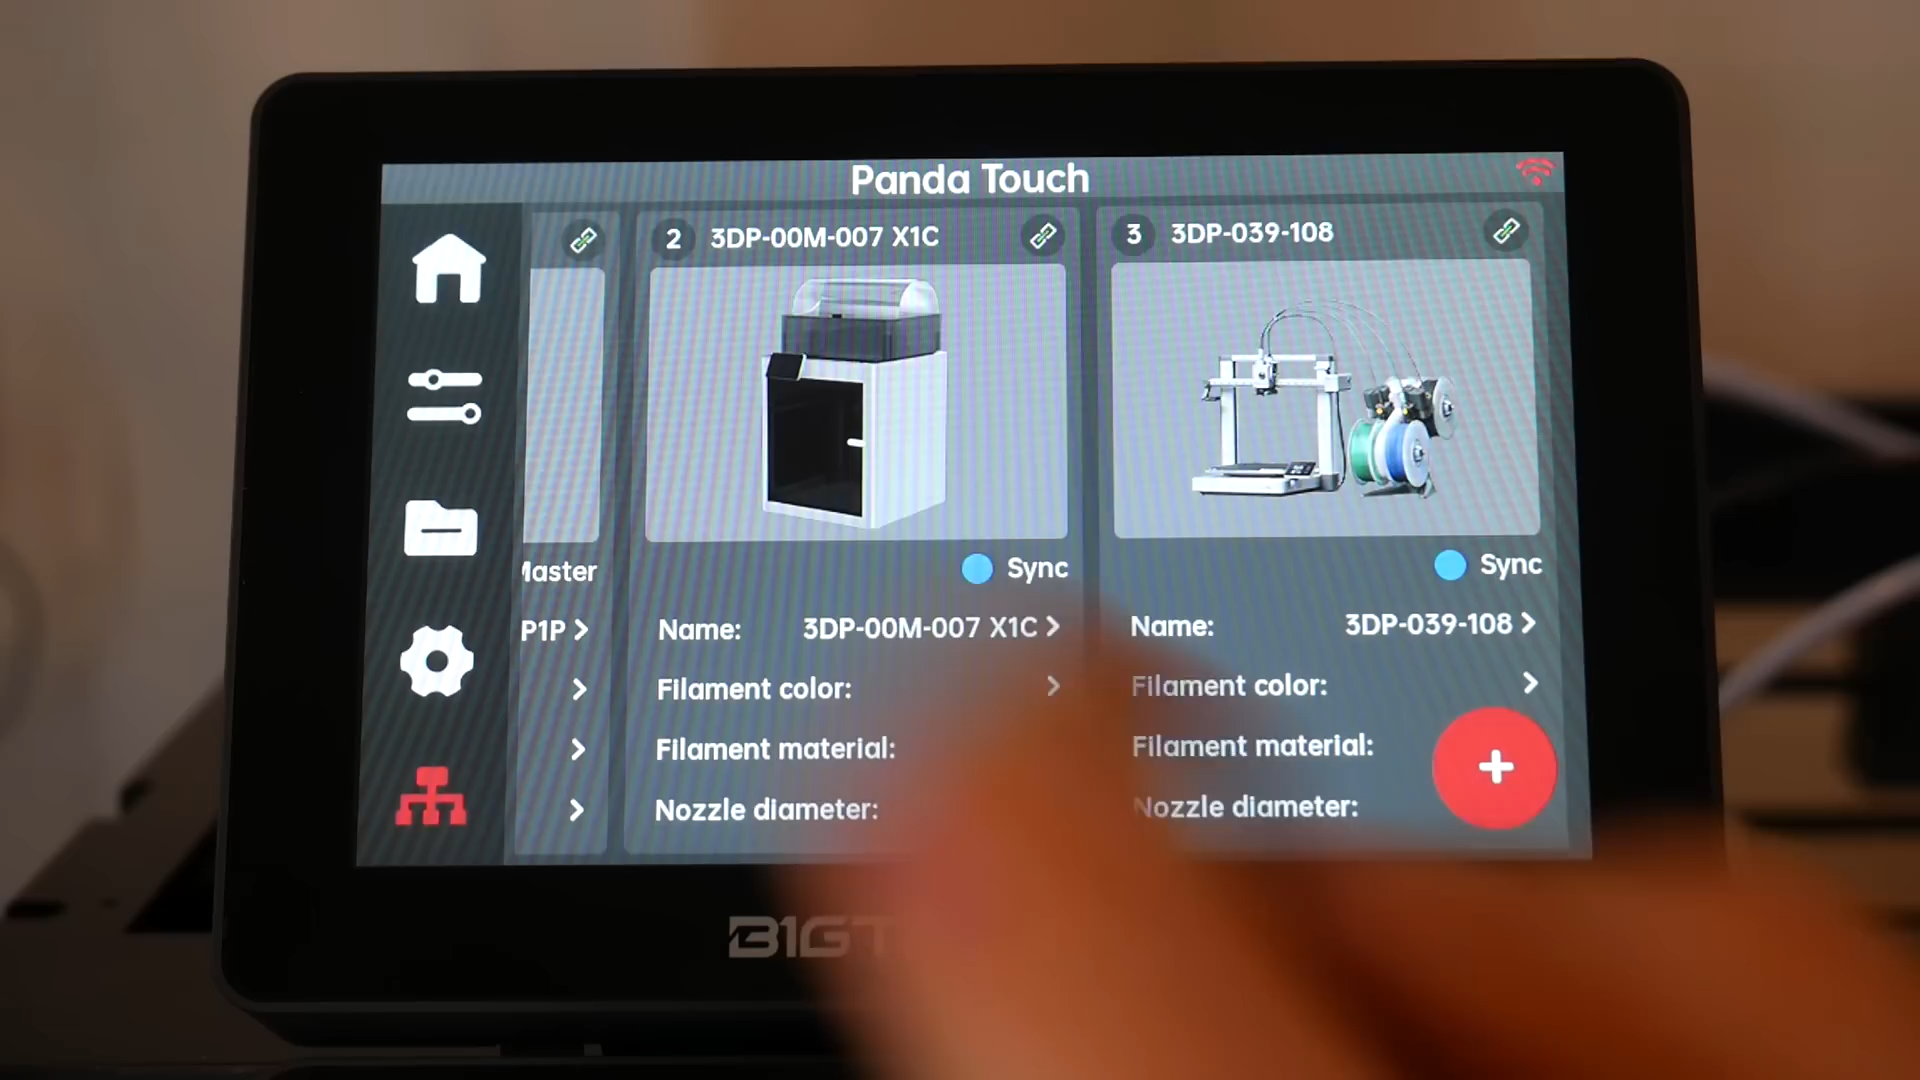 Panda Touch
2 3DP-00M-007 X1C
3 3DP-039-108
Sync
Sync
P1P
Name: 3DP-00M-007 X1C
Name: 3DP-039-108
Filament color:
Filament color:
Filament material:
Filament material:
Nozzle diameter:
Nozzle diameter: